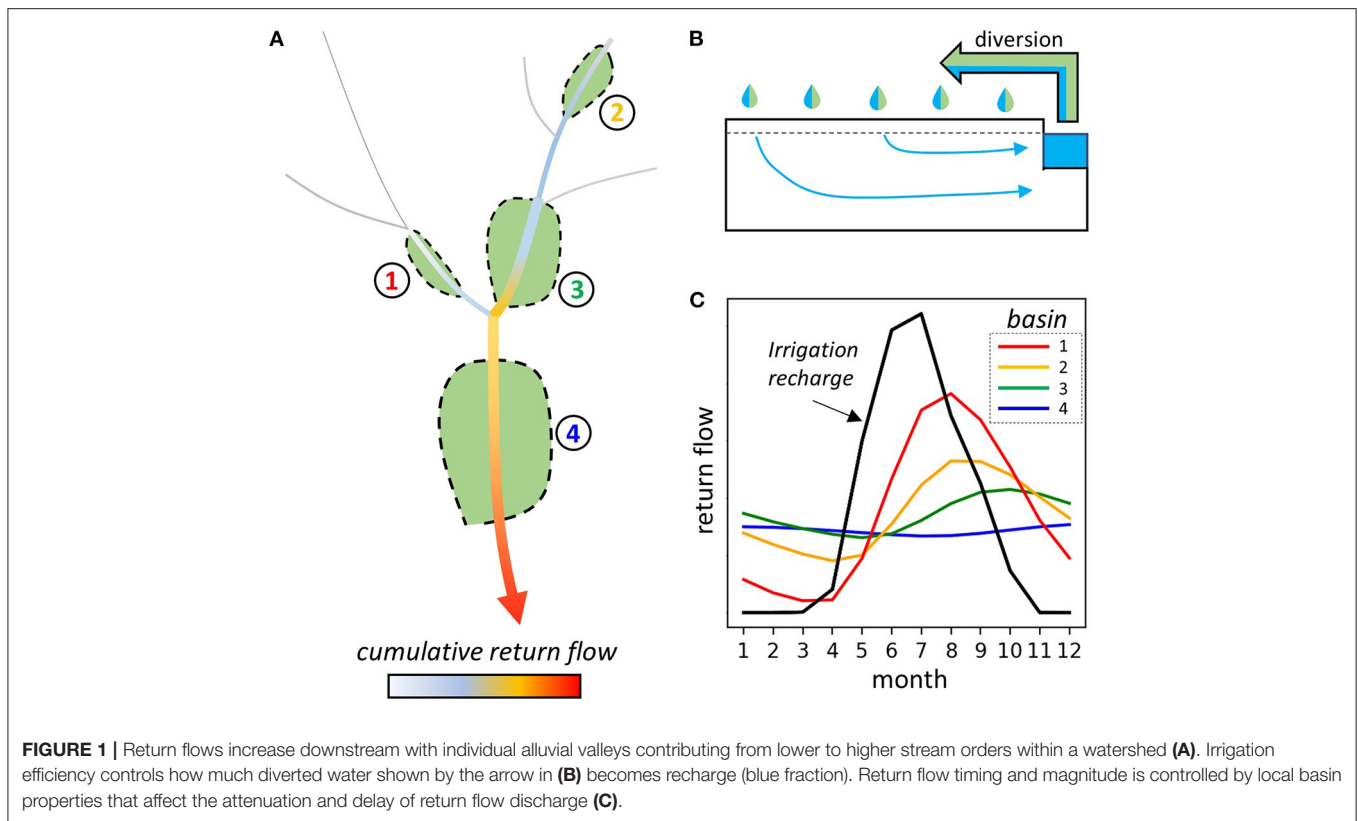 A
2
1
3
4
cumulative return flow
B
diversion
C
Irrigation
recharge
basin
1
2
3
4
return flow
1 2 3 4 5 6 7 8 9 10 11 12
month
FIGURE 1 | Return flows increase downstream with individual alluvial valleys contributing from lower to higher stream orders within a watershed (A). Irrigation
efficiency controls how much diverted water shown by the arrow in (B) becomes recharge (blue fraction). Return flow timing and magnitude is controlled by local basin
properties that affect the attenuation and delay of return flow discharge (C).